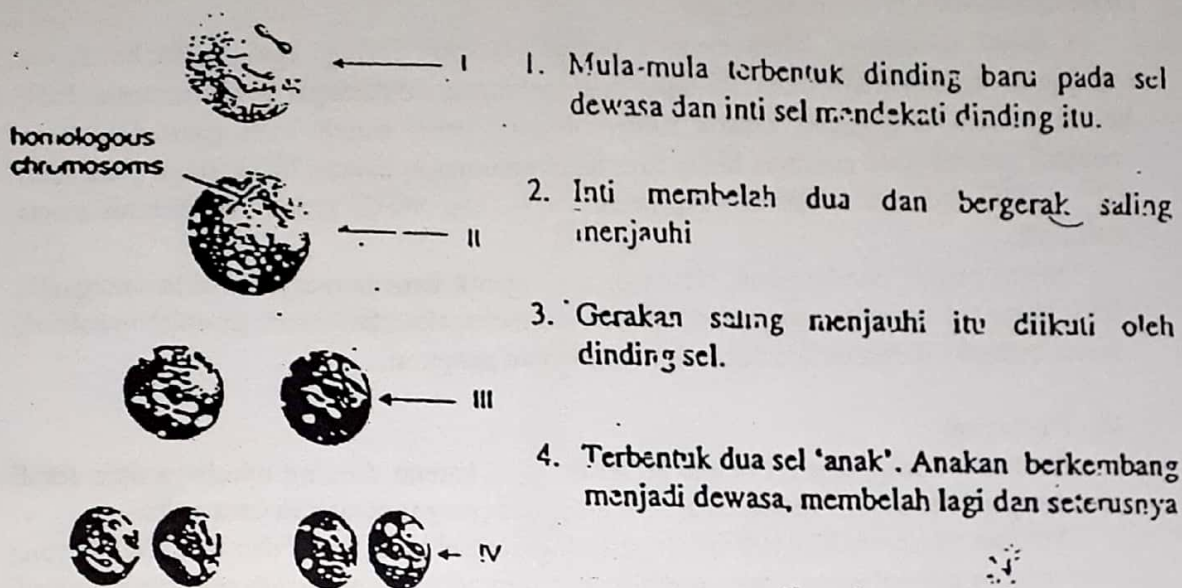 I
1. Mula-mula terbentuk dinding baru pada sel
dewasa dan inti sel mendekati dinding itu.
homologous
chromosoms
2. Inti membelah dua dan bergerak saling
menjauhi
II
3. Gerakan saling menjauhi itu diikuti oleh
dinding sel.
III
4. Terbentuk dua sel ‘anak’. Anakan berkembang
menjadi dewasa, membelah lagi dan seterusnya
IV